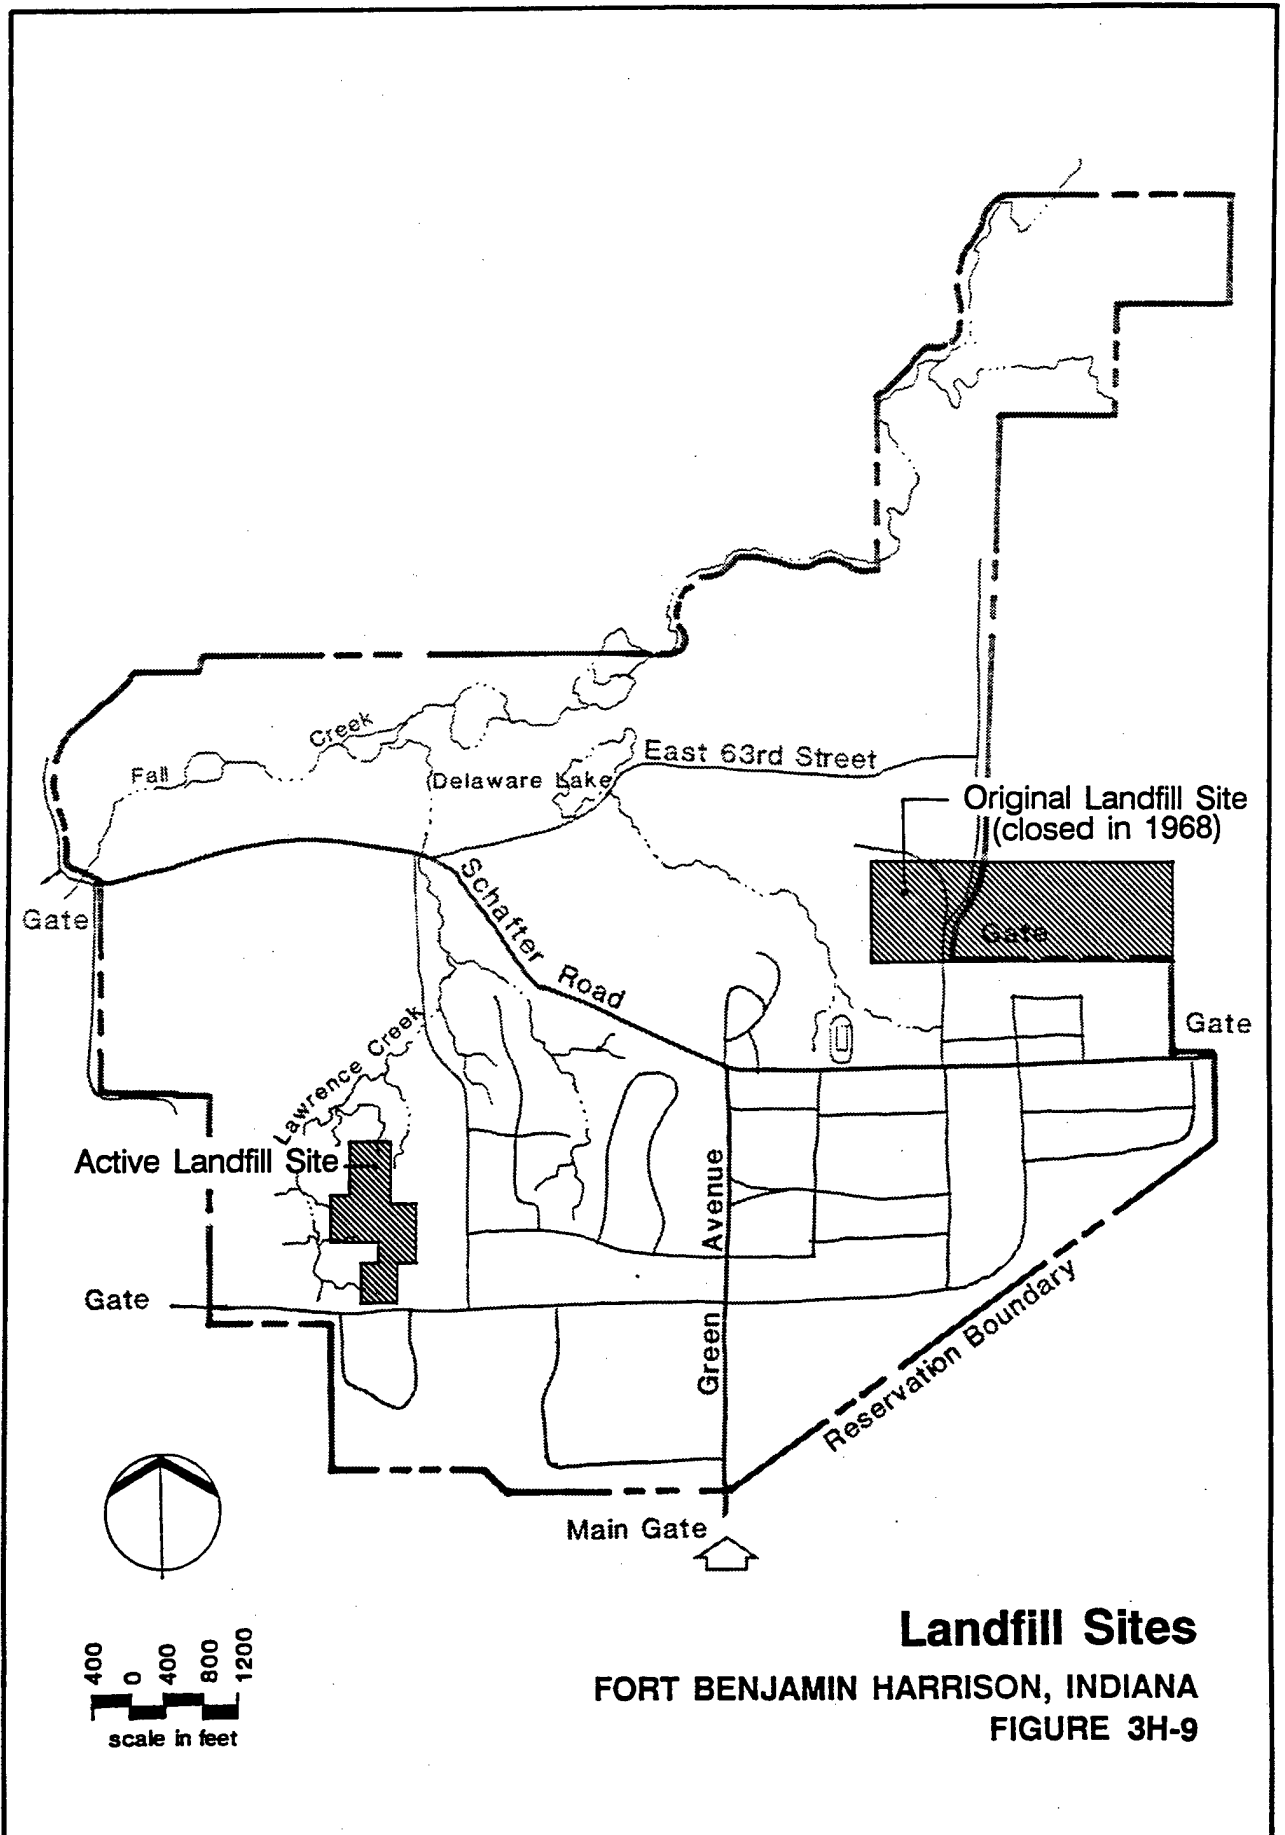 Creek
Fall
Delaware Lake
East 63rd Street
Original Landfill Site
(closed in 1968)
Gate
Schafter Road
Gate
Gate
Lawrence Creek
Active Landfill Site
Green Avenue
Gate
Reservation Boundary
Main Gate
400 0 400 800 1200
scale in feet
Landfill Sites
FORT BENJAMIN HARRISON, INDIANA
FIGURE 3H-9